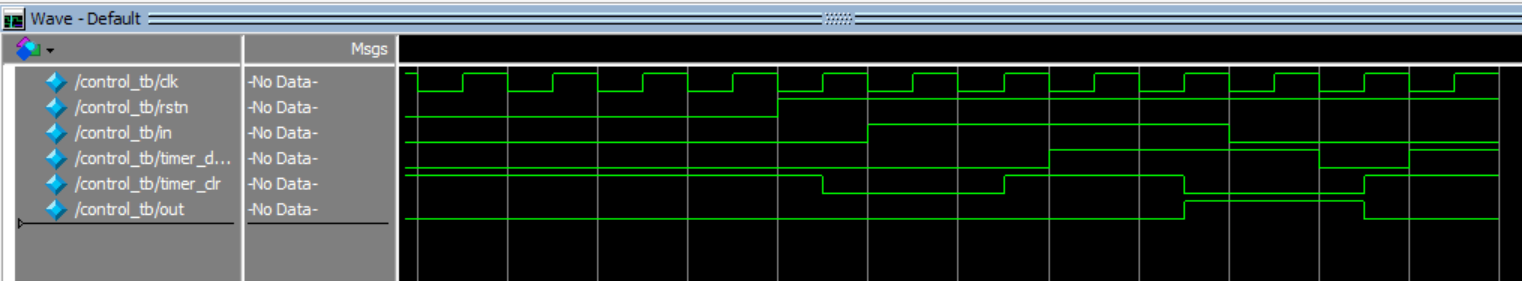 Wave - Default
Msgs
/control_tb/clk -No Data-
/control_tb/rstn -No Data-
/control_tb/in -No Data-
/control_tb/timer_d... -No Data-
/control_tb/timer_clr -No Data-
/control_tb/out -No Data-